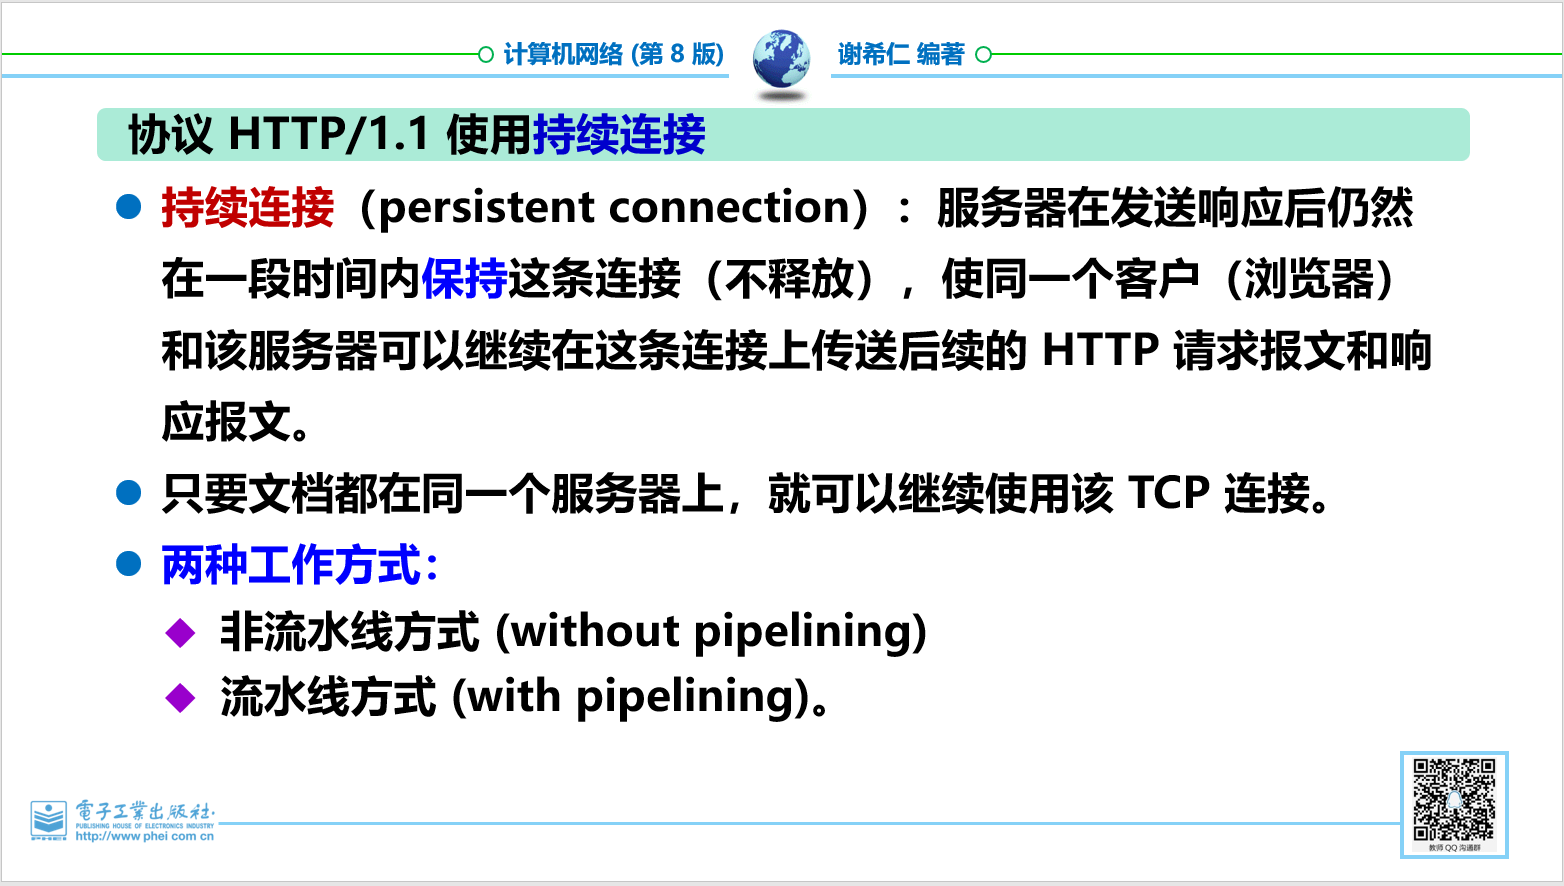 计算机网络 (第 8 版)
谢希仁 编著
协议 HTTP/1.1 使用持续连接
持续连接（persistent connection）：服务器在发送响应后仍然
在一段时间内保持这条连接（不释放），使同一个客户（浏览器）
和该服务器可以继续在这条连接上传送后续的 HTTP 请求报文和响
应报文。
只要文档都在同一个服务器上，就可以继续使用该 TCP 连接。
两种工作方式：
非流水线方式 (without pipelining)
流水线方式 (with pipelining)。
電子工業出版社·
PUBLISHING HOUSE OF ELECTRONICS INDUSTRY
http://www phei com cn
PHEI
教师 QQ 沟通群